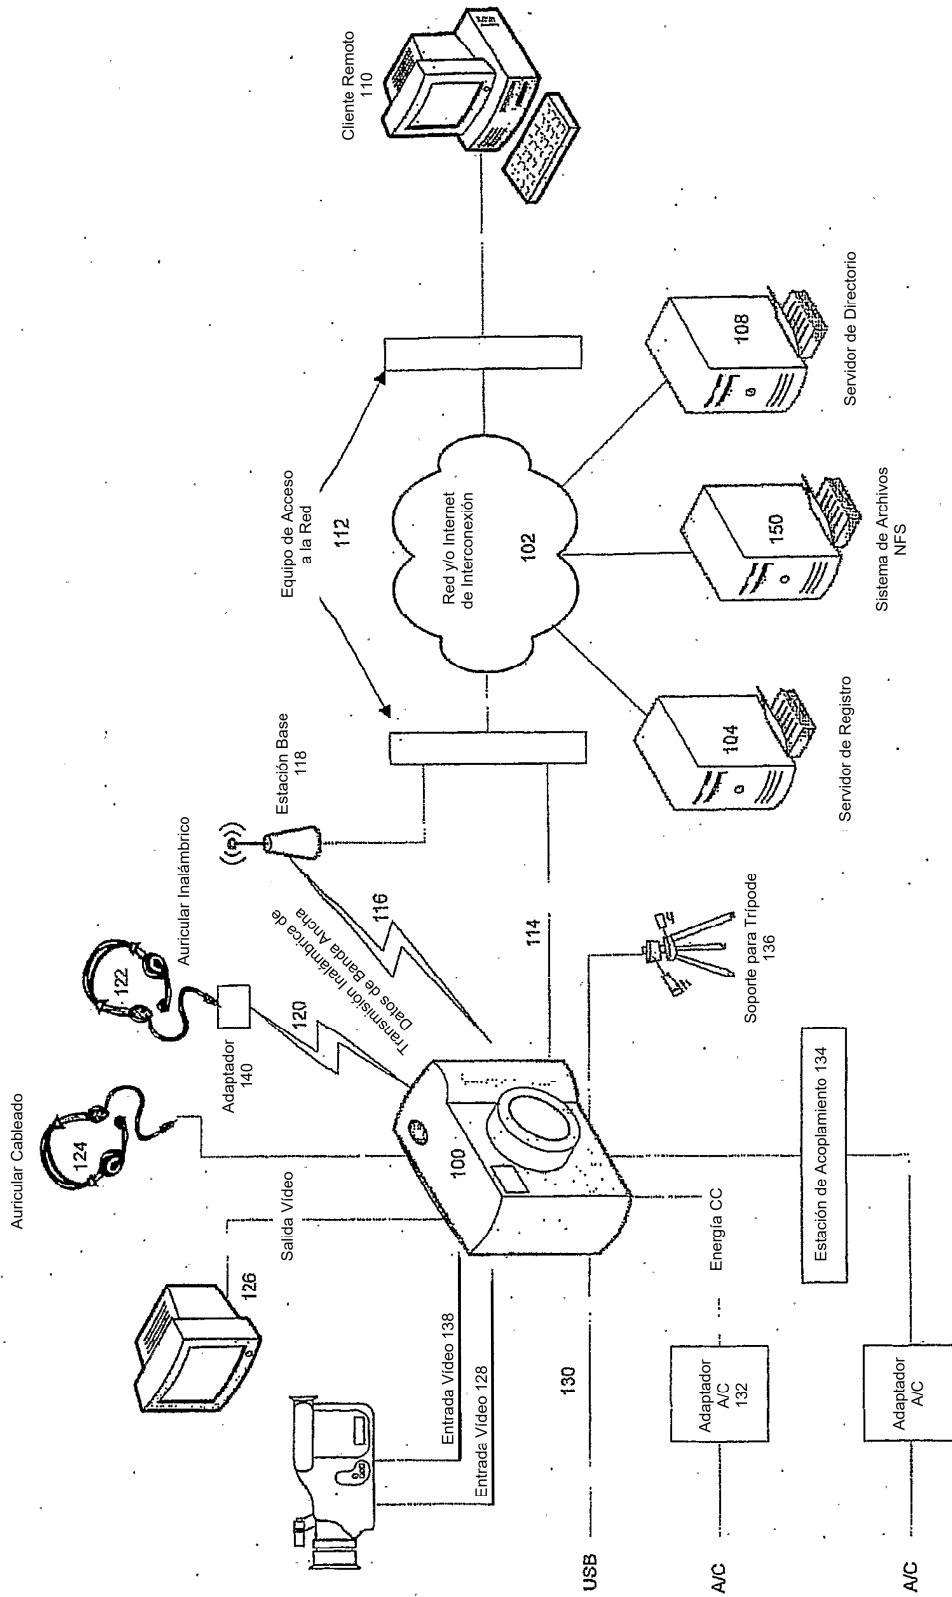 Auricular Cableado
124
Auricular Inalámbrico
122
Adaptador
140
120
Estación Base
118
Transmisión Inalámbrica de
Datos de Banda Ancha
116
Equipo de Acceso
a la Red
112
Cliente Remoto
110
Salida Vídeo
126
Entrada Vídeo 138
Entrada Vídeo 128
100
114
Red y/o Internet
de Interconexión
102
130
USB
Soporte para Trípode
136
104
Servidor de Registro
150
Sistema de Archivos
NFS
108
Servidor de Directorio
A/C
Adaptador
A/C
132
Energía CC
Estación de Acoplamiento 134
A/C
Adaptador
A/C